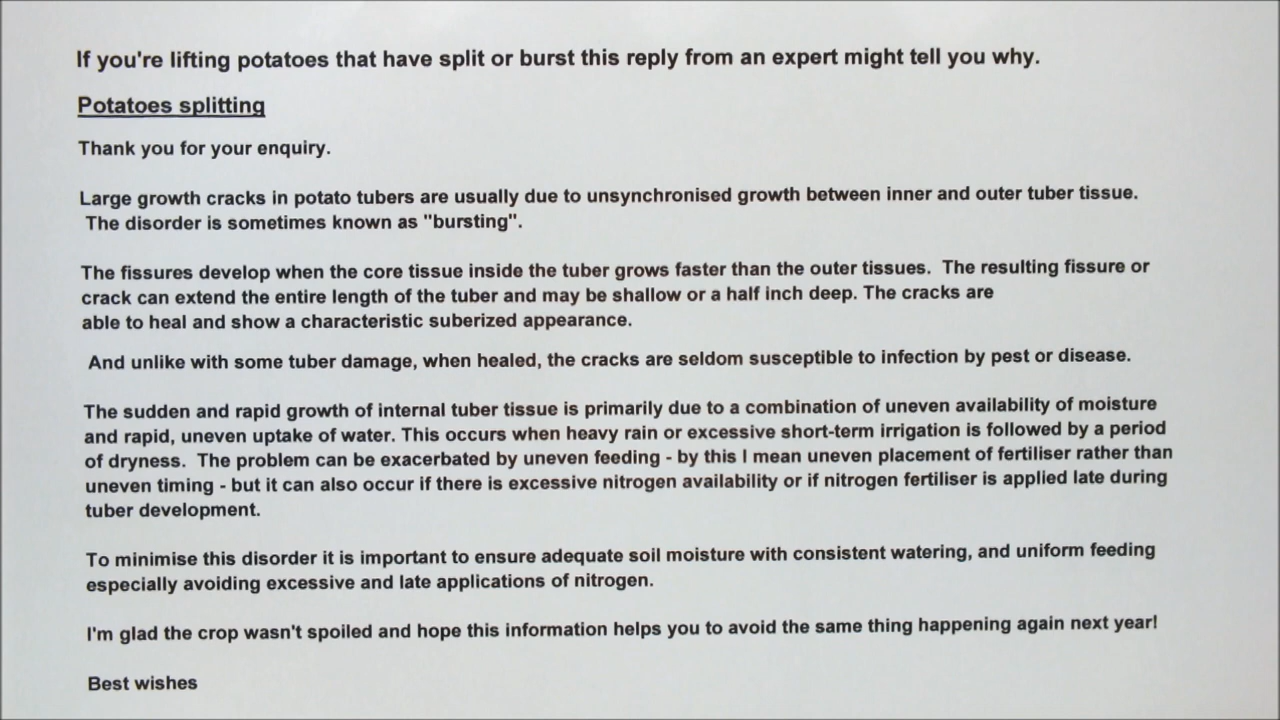 If you're lifting potatoes that have split or burst this reply from an expert might tell you why.
Potatoes splitting
Thank you for your enquiry.
Large growth cracks in potato tubers are usually due to unsynchronised growth between inner and outer tuber tissue.
The disorder is sometimes known as "bursting".
The fissures develop when the core tissue inside the tuber grows faster than the outer tissues. The resulting fissure or
crack can extend the entire length of the tuber and may be shallow or a half inch deep. The cracks are
able to heal and show a characteristic suberized appearance.
And unlike with some tuber damage, when healed, the cracks are seldom susceptible to infection by pest or disease.
The sudden and rapid growth of internal tuber tissue is primarily due to a combination of uneven availability of moisture
and rapid, uneven uptake of water. This occurs when heavy rain or excessive short-term irrigation is followed by a period
of dryness. The problem can be exacerbated by uneven feeding - by this I mean uneven placement of fertiliser rather than
uneven timing - but it can also occur if there is excessive nitrogen availability or if nitrogen fertiliser is applied late during
tuber development.
To minimise this disorder it is important to ensure adequate soil moisture with consistent watering, and uniform feeding
especially avoiding excessive and late applications of nitrogen.
I'm glad the crop wasn't spoiled and hope this information helps you to avoid the same thing happening again next year!
Best wishes